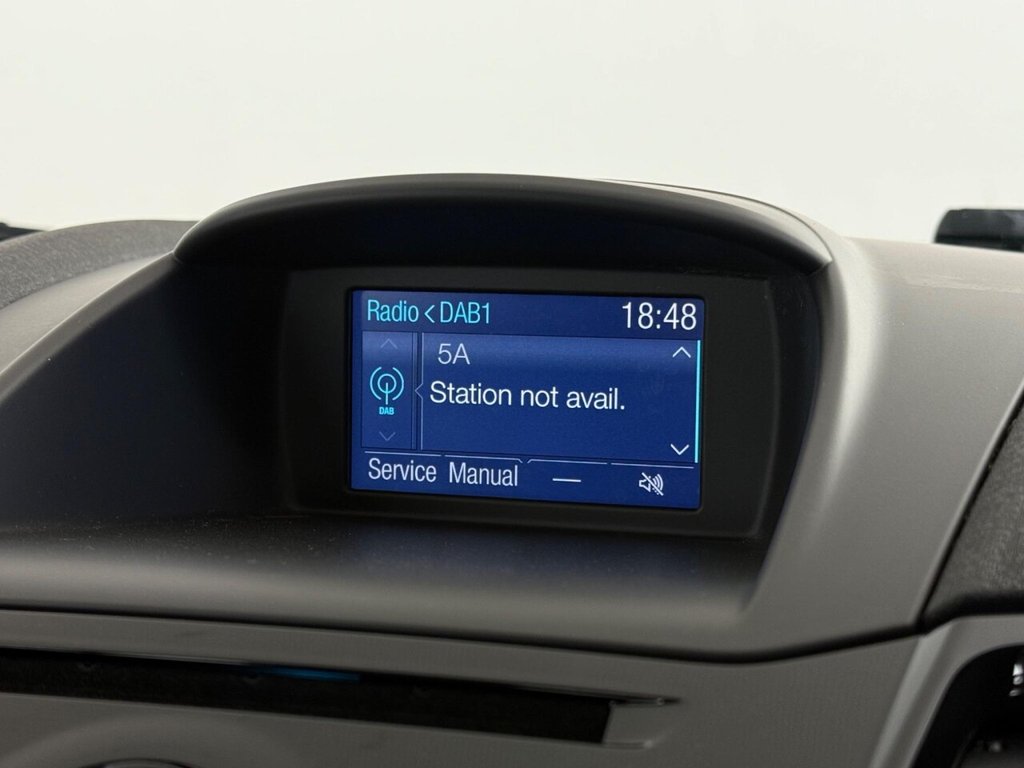 Radio < DAB1 18:48
5A
DAB
Station not avail.
Service Manual —